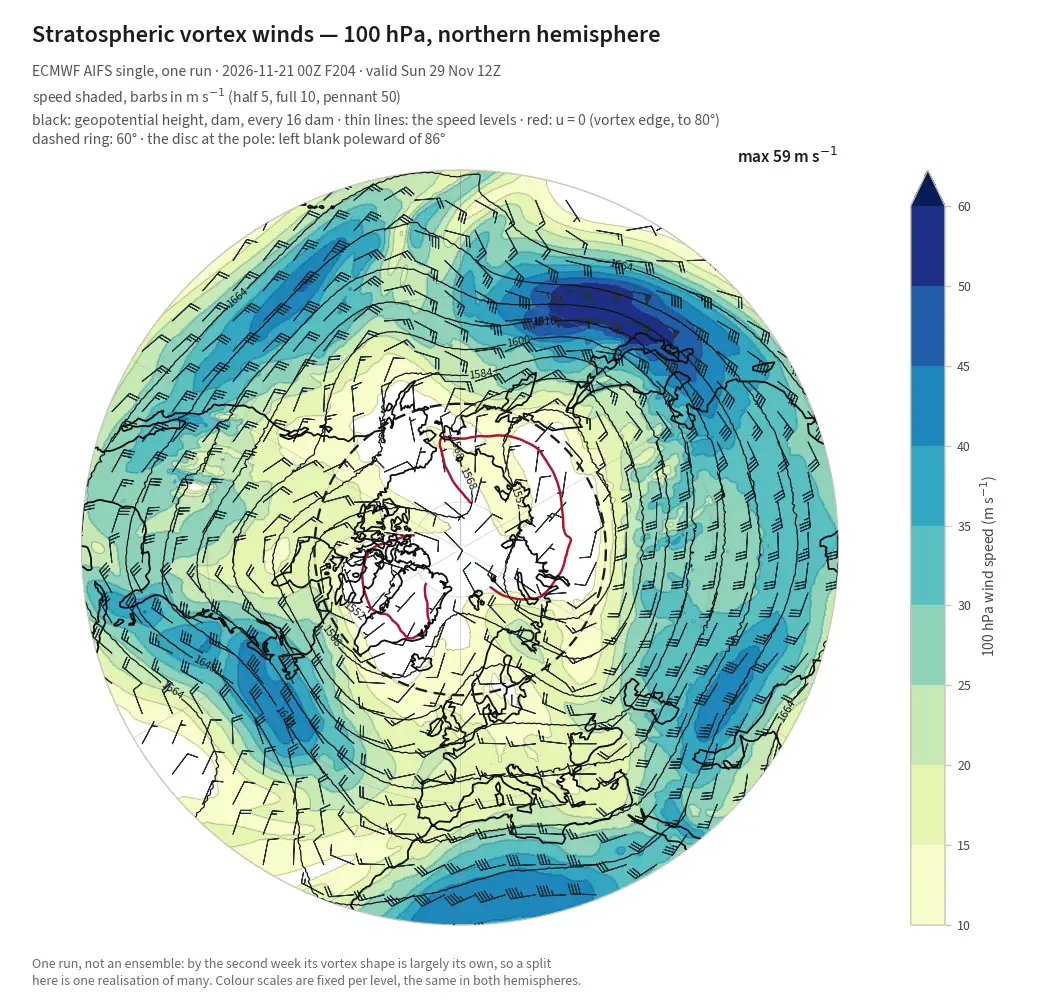 Stratospheric vortex winds — 100 hPa, northern hemisphere
ECMWF AIFS single, one run · 2026-11-21 00Z F204 · valid Sun 29 Nov 12Z
speed shaded, barbs in m s−1 (half 5, full 10, pennant 50)
black: geopotential height, dam, every 16 dam · thin lines: the speed levels · red: u = 0 (vortex edge, to 80°)
dashed ring: 60° · the disc at the pole: left blank poleward of 86°
max 59 m s−1
60
50
45
40
35
30
25
20
15
10
100 hPa wind speed (m s−1)
1664
1664
1616
1600
1584
1568
1552
1664
1664
One run, not an ensemble: by the second week its vortex shape is largely its own, so a split
here is one realisation of many. Colour scales are fixed per level, the same in both hemispheres.